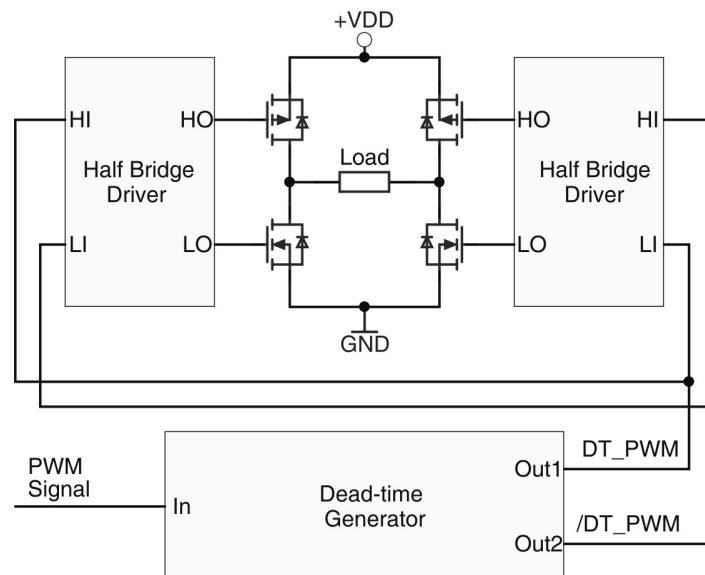 +VDD
HI HO HO HI
Load
Half Bridge
Driver
Half Bridge
Driver
LI LO LO LI
GND
PWM
Signal
DT_PWM
Out1
In
Dead-time
Generator
/DT_PWM
Out2